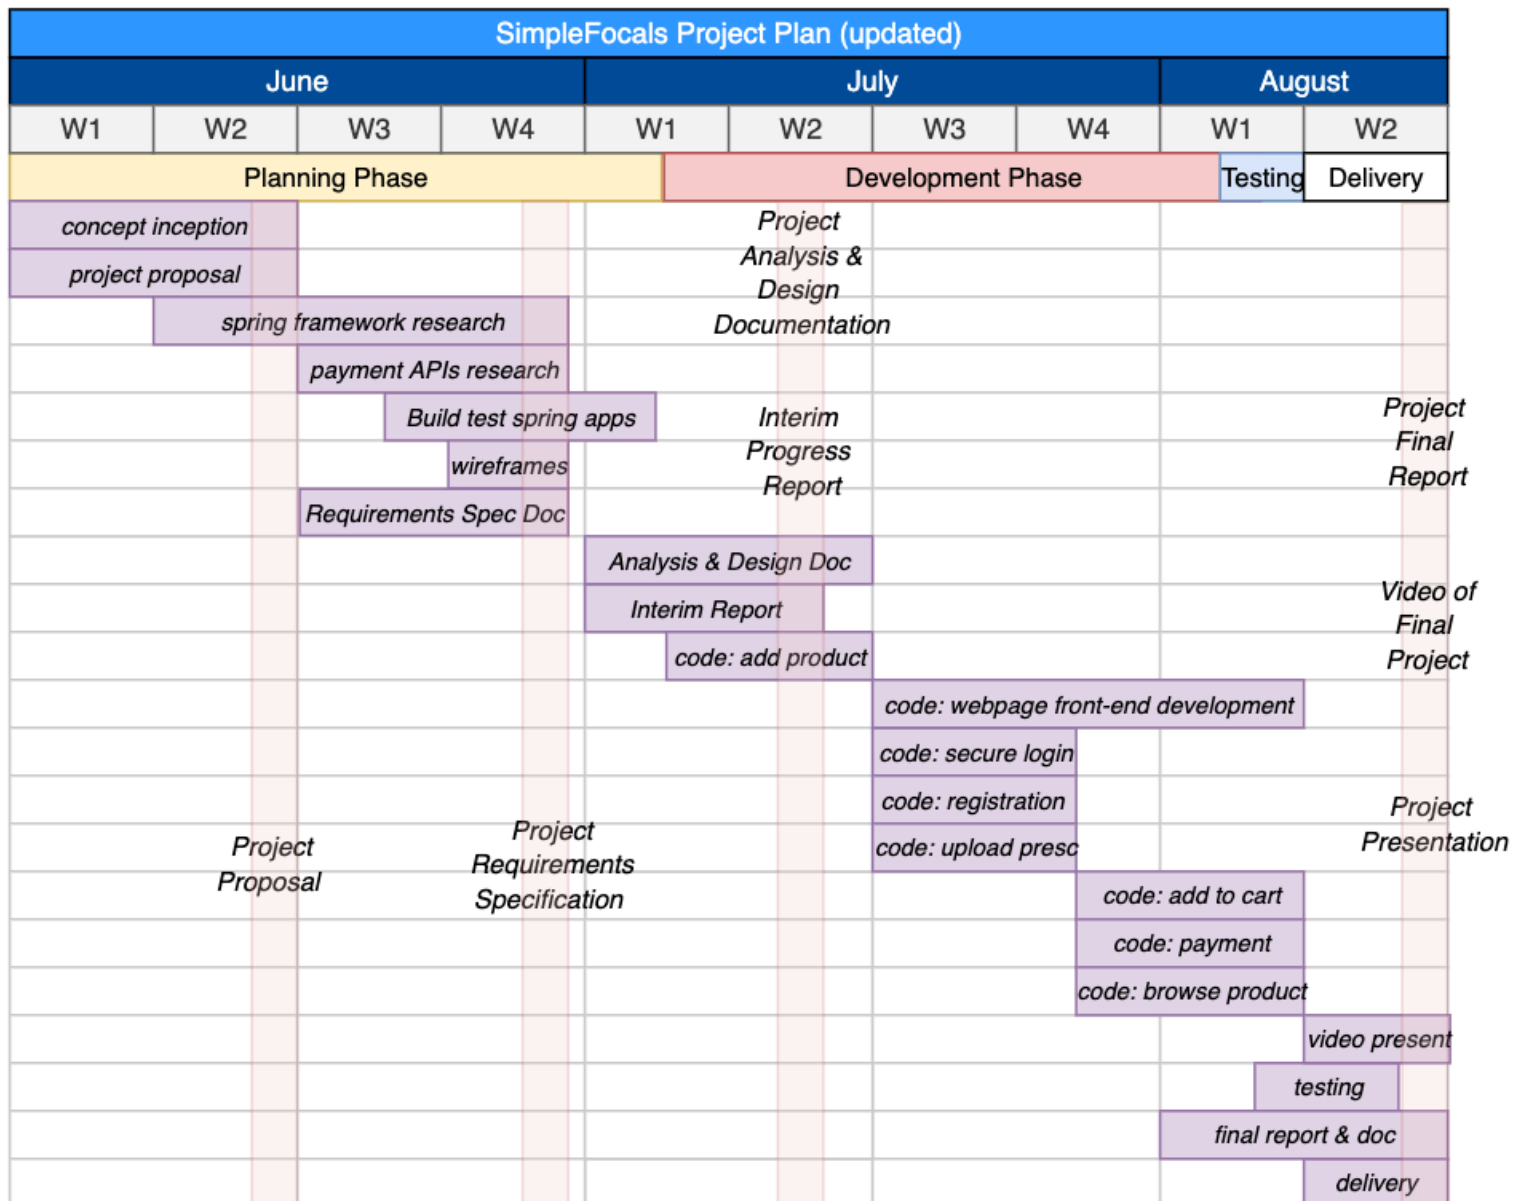 SimpleFocals Project Plan (updated)
June July August
W1 W2 W3 W4 W1 W2 W3 W4 W1 W2
Planning Phase Development Phase Testing Delivery
concept inception
project proposal
spring framework research
payment APIs research
Build test spring apps
wireframes
Requirements Spec Doc
Project
Analysis &
Design
Documentation
Interim
Progress
Report
Project
Final
Report
Analysis & Design Doc
Interim Report
code: add product
Video of
Final
Project
code: webpage front-end development
code: secure login
code: registration
code: upload presc
Project
Presentation
Project
Proposal
Project
Requirements
Specification
code: add to cart
code: payment
code: browse product
video present
testing
final report & doc
delivery